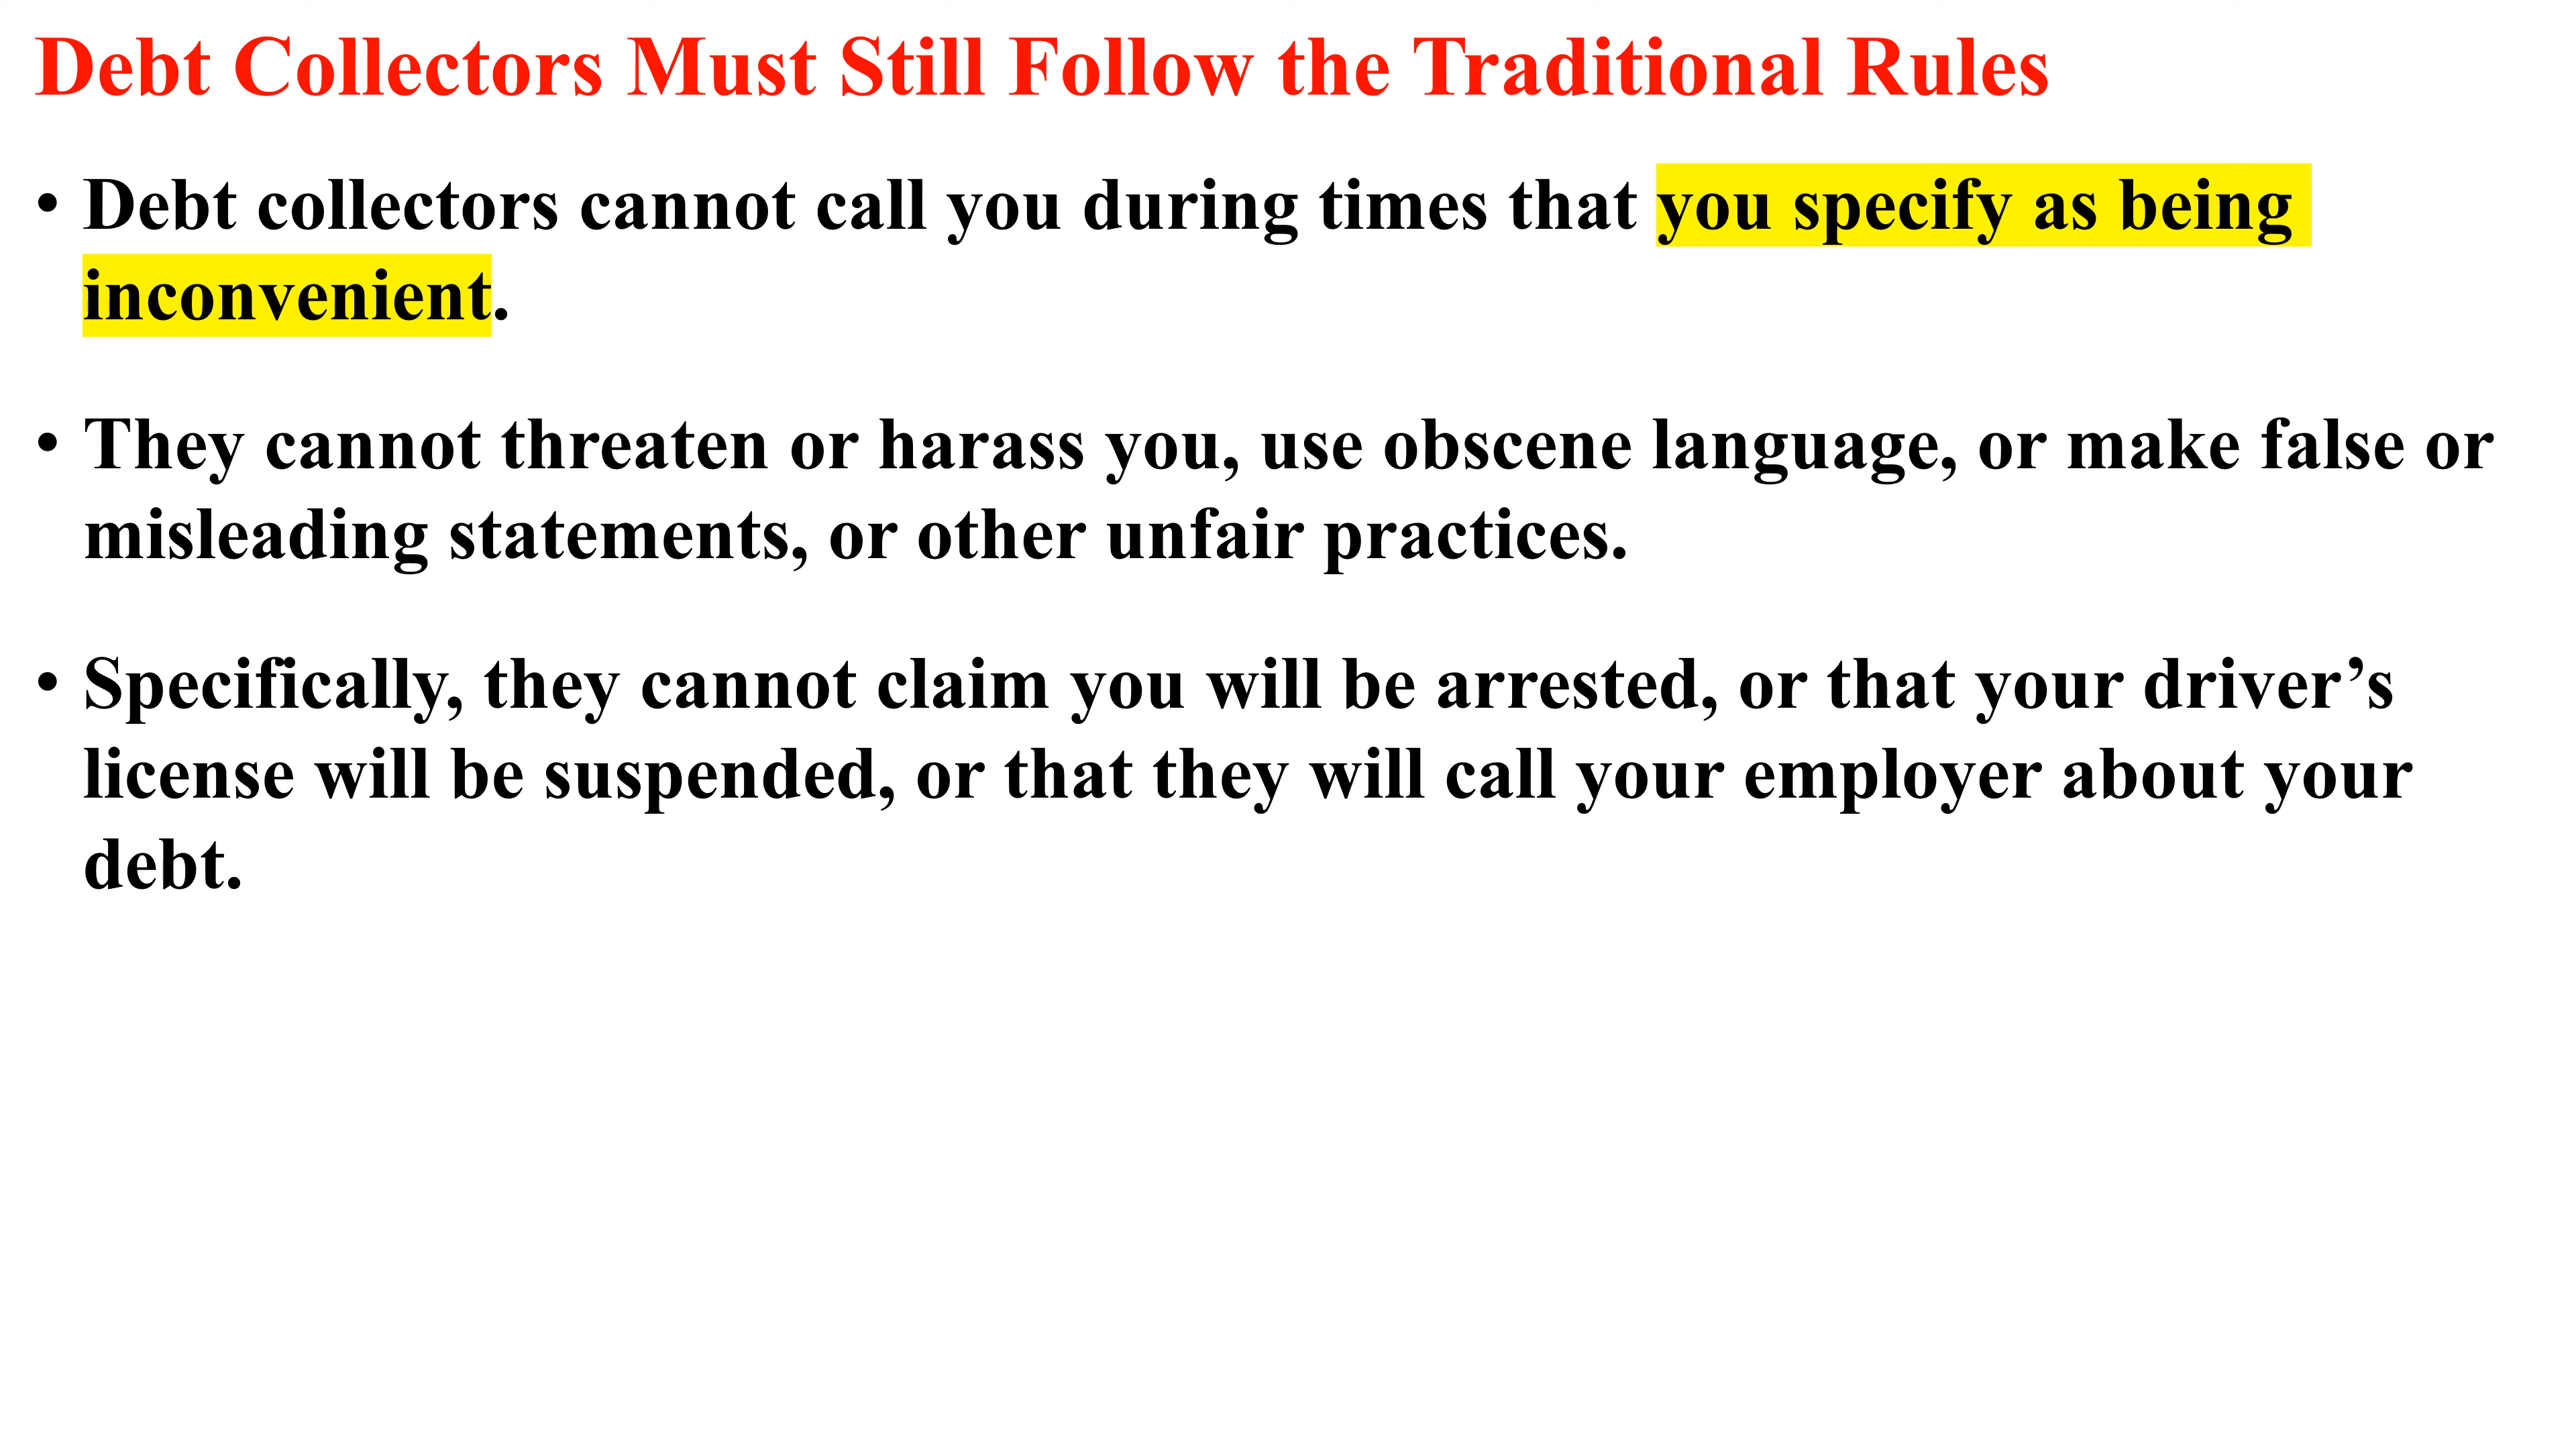 Debt Collectors Must Still Follow the Traditional Rules
• Debt collectors cannot call you during times that you specify as being
inconvenient.
• They cannot threaten or harass you, use obscene language, or make false or
misleading statements, or other unfair practices.
• Specifically, they cannot claim you will be arrested, or that your driver’s
license will be suspended, or that they will call your employer about your
debt.